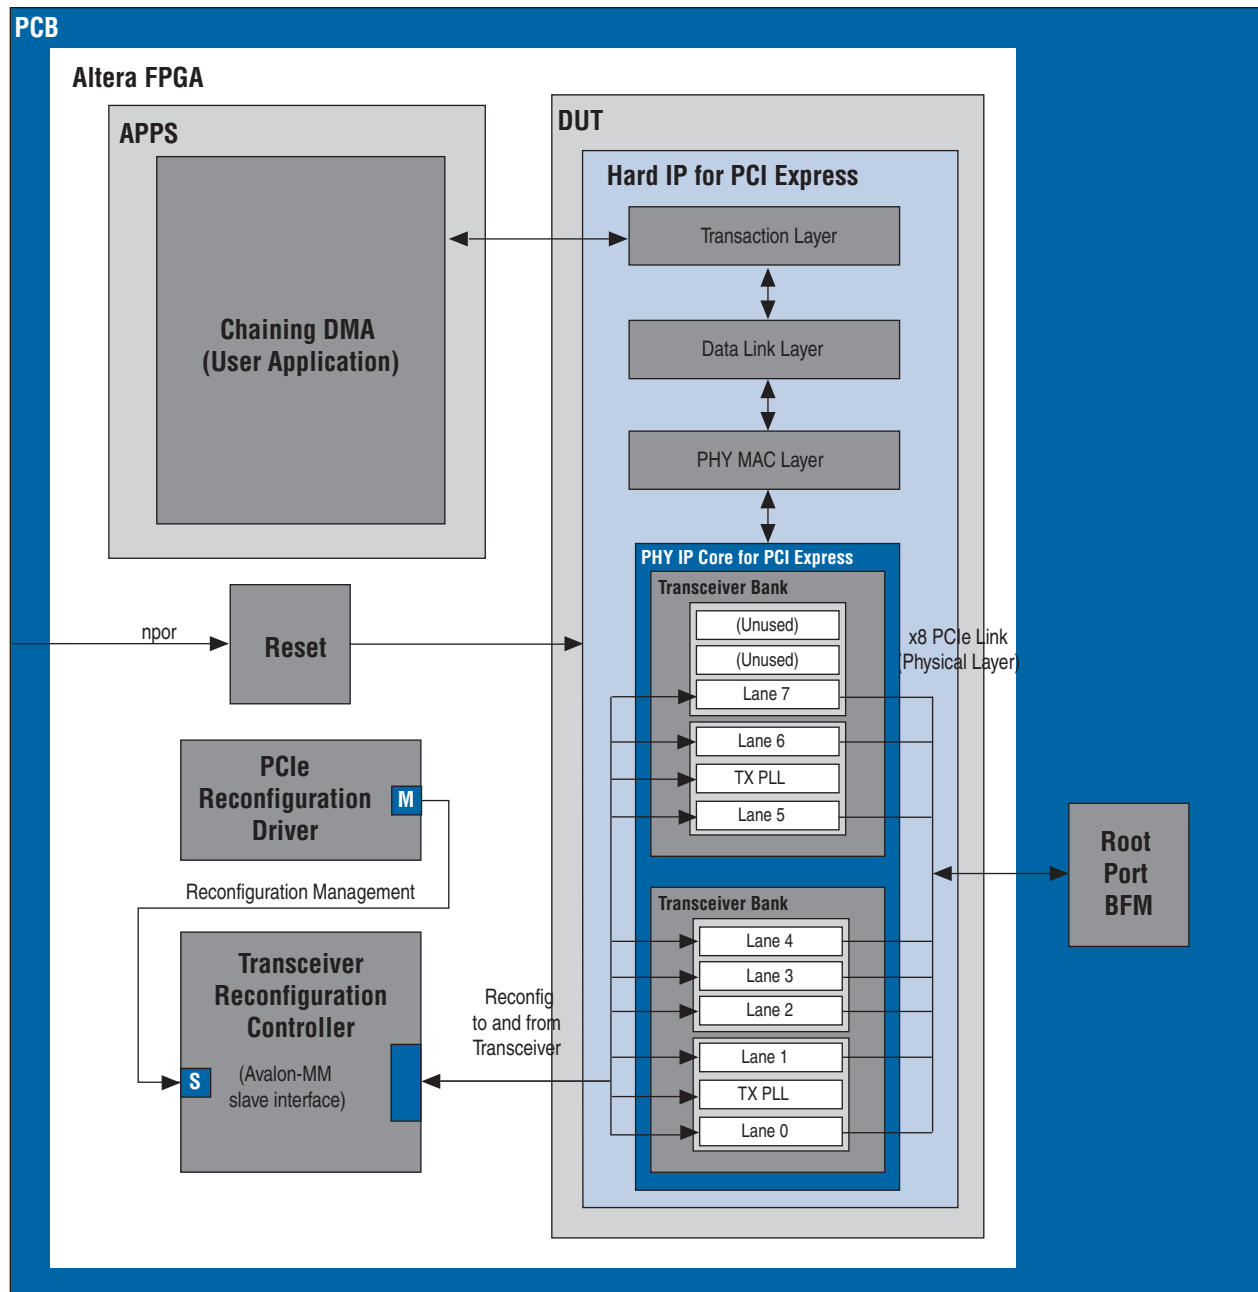 PCB
Altera FPGA
APPS
Chaining DMA
(User Application)
DUT
Hard IP for PCI Express
Transaction Layer
Data Link Layer
PHY MAC Layer
PHY IP Core for PCI Express
Transceiver Bank
(Unused)
(Unused)
Lane 7
Lane 6
TX PLL
Lane 5
Transceiver Bank
Lane 4
Lane 3
Lane 2
Lane 1
TX PLL
Lane 0
x8 PCIe Link
(Physical Layer)
npor
Reset
PCIe
Reconfiguration
Driver
M
Reconfiguration Management
Transceiver
Reconfiguration
Controller
(Avalon-MM
slave interface)
S
Reconfig
to and from
Transceiver
Root
Port
BFM